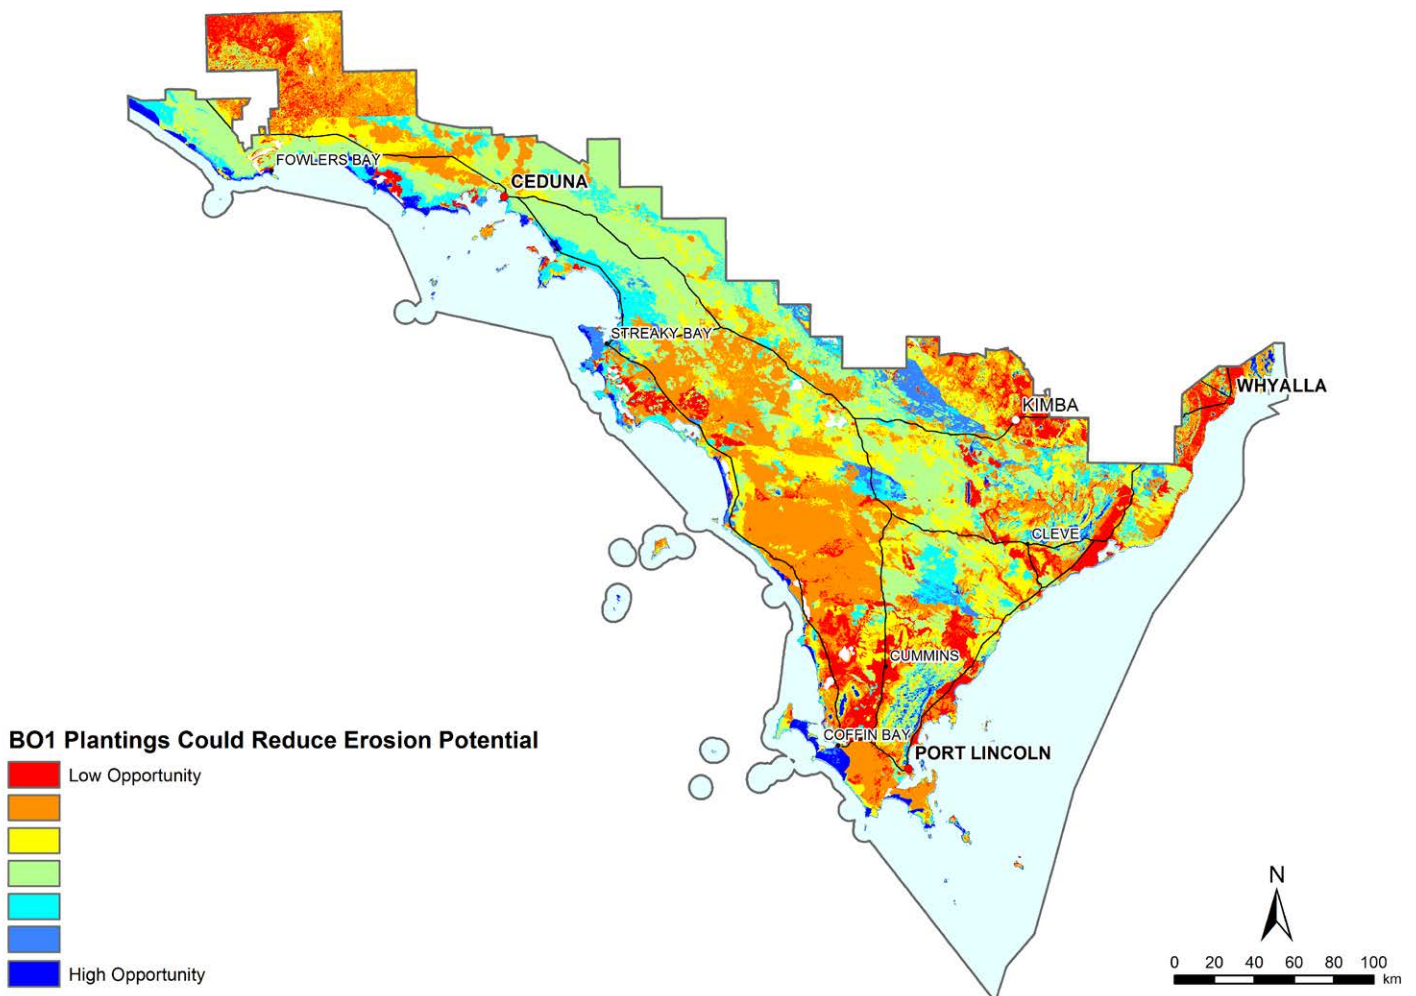 FOWLERS BAY
CEDUNA
STREAKY BAY
WHYALLA
KIMBA
CLEVE
CUMMINS
COFFIN BAY
PORT LINCOLN
BO1 Plantings Could Reduce Erosion Potential
Low Opportunity
High Opportunity
N
0 20 40 60 80 100
km